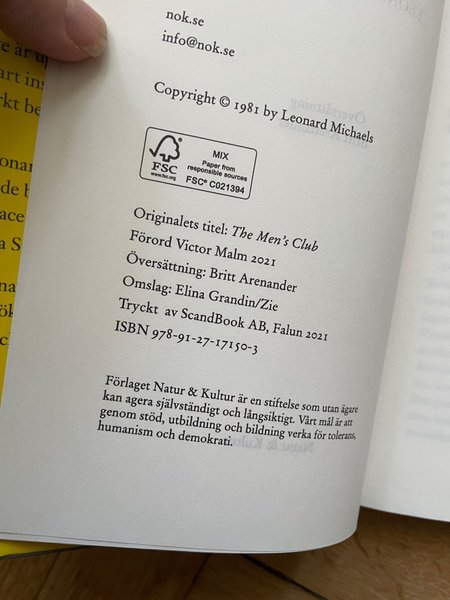 nok.se
info@nok.se
Copyright © 1981 by Leonard Michaels
FSC
www.fsc.org
MIX
Paper from
responsible sources
FSC® C021394
Originalets titel: The Men's Club
Förord Victor Malm 2021
Översättning: Britt Arenander
Omslag: Elina Grandin/Zie
Tryckt av ScandBook AB, Falun 2021
ISBN 978-91-27-17150-3
Förlaget Natur & Kultur är en stiftelse som utan ägare
kan agera självständigt och långsiktigt. Vårt mål är att
genom stöd, utbildning och bildning verka för tolerans,
humanism och demokrati.